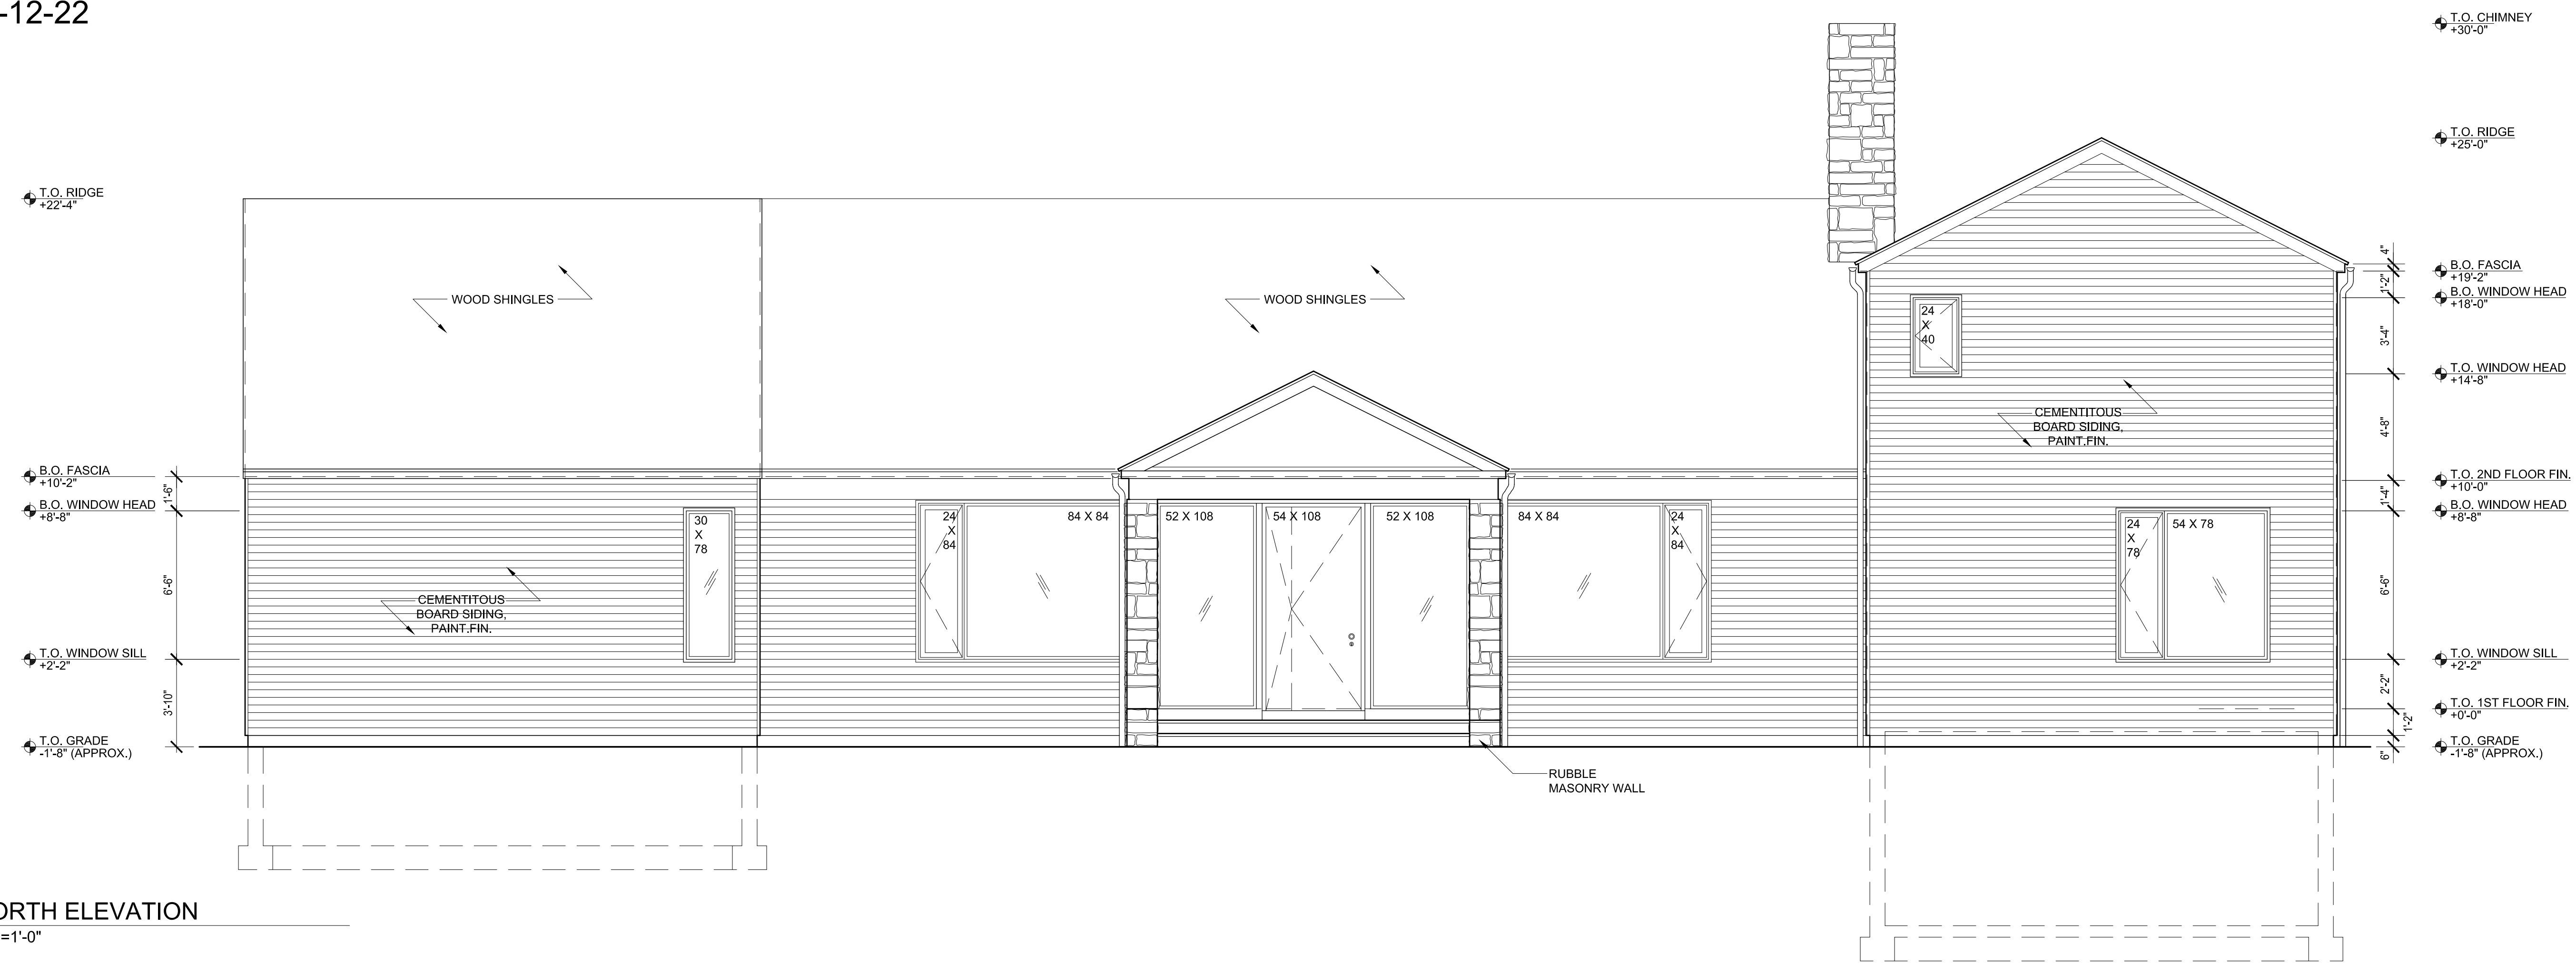 -12-22
T.O. CHIMNEY
+30'-0"
T.O. RIDGE
+25'-0"
T.O. RIDGE
+22'-4"
WOOD SHINGLES
WOOD SHINGLES
4"
B.O. FASCIA
+19'-2"
1'-2"
B.O. WINDOW HEAD
+18'-0"
24
X
40
3'-4"
T.O. WINDOW HEAD
+14'-8"
CEMENTITOUS
BOARD SIDING,
PAINT.FIN.
4'-8"
B.O. FASCIA
+10'-2"
1'-6"
B.O. WINDOW HEAD
+8'-8"
T.O. 2ND FLOOR FIN.
+10'-0"
1'-4"
B.O. WINDOW HEAD
+8'-8"
30
X
78
24
X
84
84 X 84
52 X 108
54 X 108
52 X 108
84 X 84
24
X
84
24
X
78
54 X 78
6'-6"
6'-6"
CEMENTITOUS
BOARD SIDING,
PAINT.FIN.
T.O. WINDOW SILL
+2'-2"
T.O. WINDOW SILL
+2'-2"
3'-10"
2'-2"
T.O. 1ST FLOOR FIN.
+0'-0"
1'-2"
T.O. GRADE
-1'-8" (APPROX.)
6"
T.O. GRADE
-1'-8" (APPROX.)
RUBBLE
MASONRY WALL
ORTH ELEVATION
=1'-0"